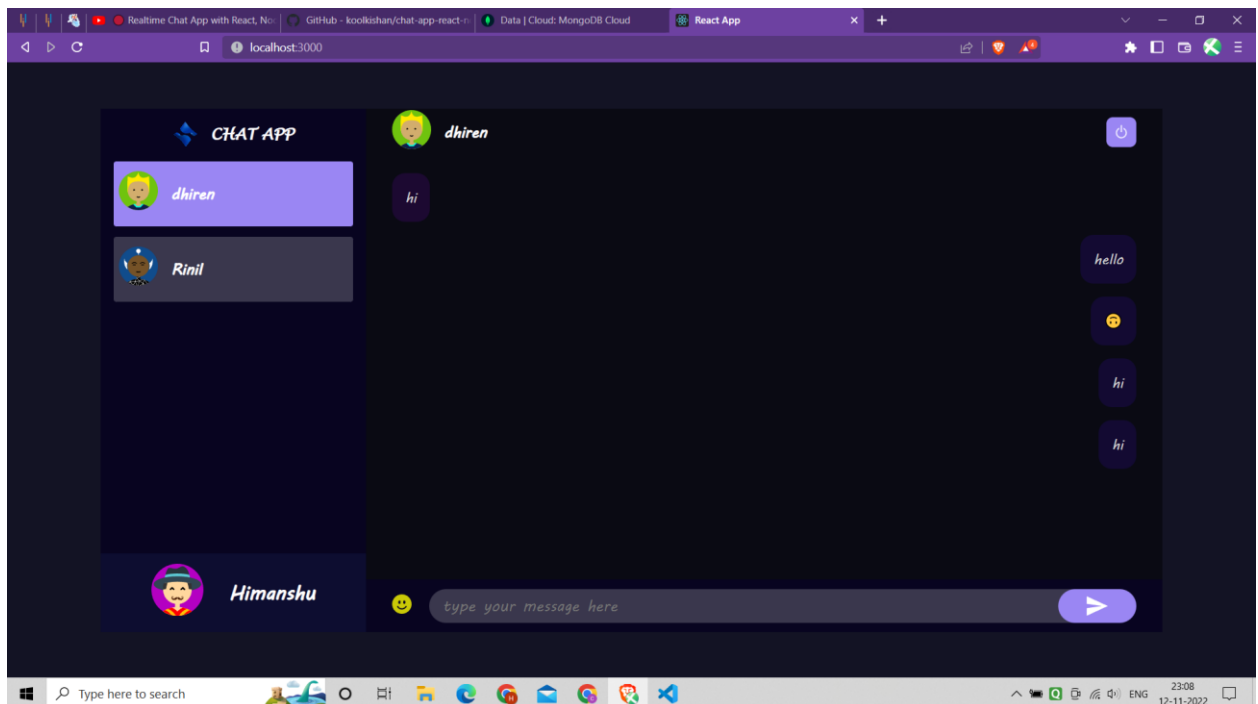 Realtime Chat App with React, No
GitHub - koolkishan/chat-app-react-n
Data | Cloud: MongoDB Cloud
React App
localhost:3000
CHAT APP
dhiren
Rinil
Himanshu
dhiren
hi
hello
🙃
hi
hi
type your message here
Type here to search
ENG
23:08
12-11-2022